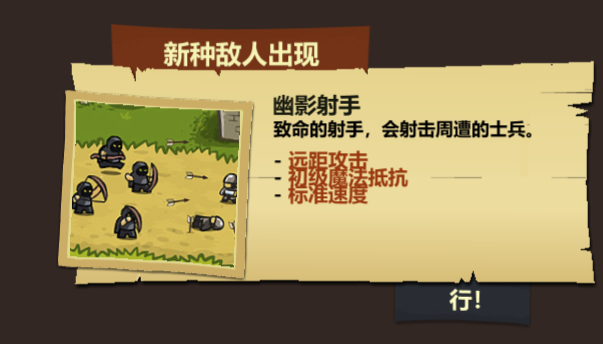 新种敌人出现
幽影射手
致命的射手，会射击周遭的士兵。
- 远距攻击
- 初级魔法抵抗
- 标准速度
行!